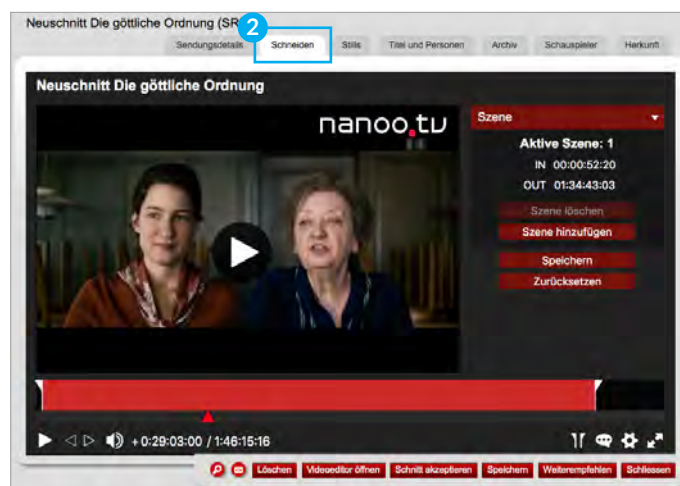 Neuschnitt Die göttliche Ordnung (SR
2
Sendungsdetails Schneiden Stills Titel und Personen Archiv Schauspieler Herkunft
Neuschnitt Die göttliche Ordnung
nanoo.tv
Szene
Aktive Szene: 1
IN 00:00:52:20
OUT 01:34:43:03
Szene löschen
Szene hinzufügen
Speichern
Zurücksetzen
+ 0:29:03:00 / 1:46:15:16
Löschen Videoeditor öffnen Schnitt akzeptieren Speichern Weiterempfehlen Schliessen